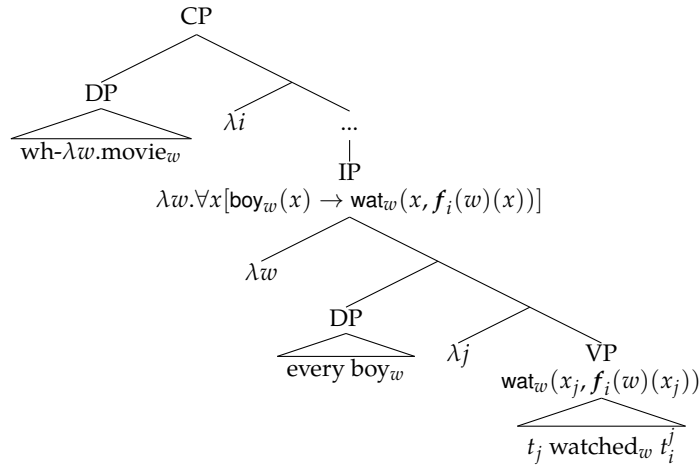 CP
DP
λi
...
wh-λw.movie_w
IP
λw.∀x[boy_w(x) → wat_w(x, f_i(w)(x))]
λw
DP
λj
VP
every boy_w
wat_w(x_j, f_i(w)(x_j))
t_j watched_w t_i^j